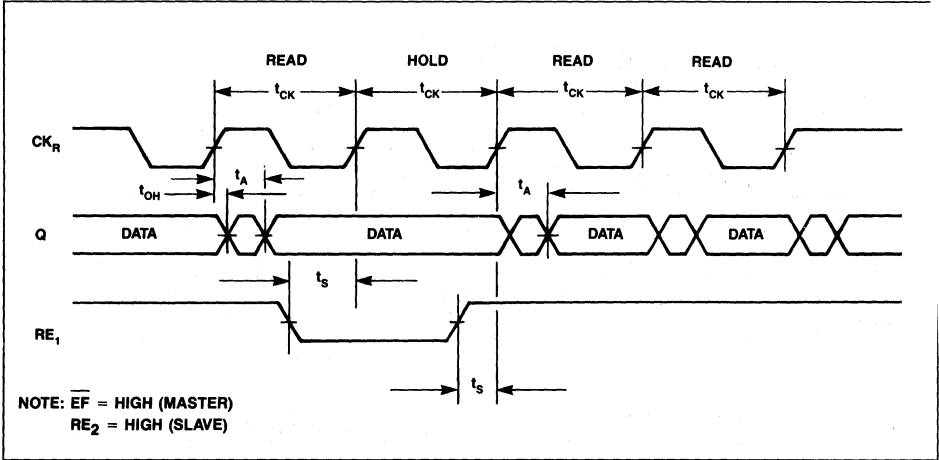 READ HOLD READ READ
tCK tCK tCK tCK
CKR
tA tA
tOH
Q DATA DATA DATA DATA
tS
RE1
tS
NOTE: E̅F̅ = HIGH (MASTER)
RE2 = HIGH (SLAVE)